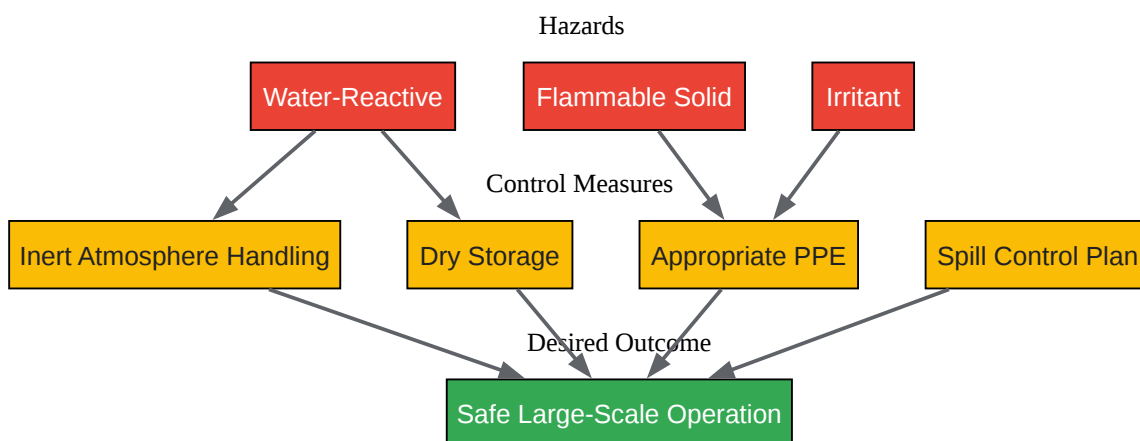 Hazards
Water-Reactive
Flammable Solid
Irritant
Control Measures
Inert Atmosphere Handling
Dry Storage
Appropriate PPE
Spill Control Plan
Desired Outcome
Safe Large-Scale Operation